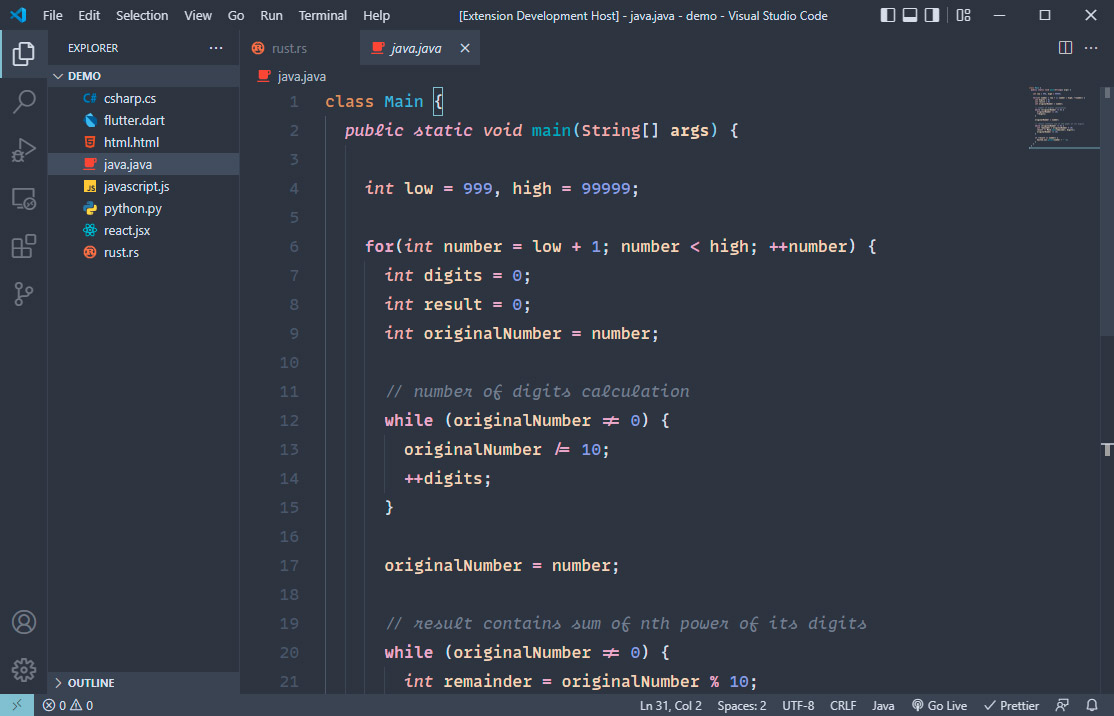 File Edit Selection View Go Run Terminal Help [Extension Development Host] - java.java - demo - Visual Studio Code
EXPLORER
DEMO
C# csharp.cs
flutter.dart
html.html
java.java
JS javascript.js
python.py
react.jsx
rust.rs
OUTLINE
rust.rs java.java
java.java
1 class Main {
2 public static void main(String[] args) {
3
4 int low = 999, high = 99999;
5
6 for(int number = low + 1; number < high; ++number) {
7 int digits = 0;
8 int result = 0;
9 int originalNumber = number;
10
11 // number of digits calculation
12 while (originalNumber ≠ 0) {
13 originalNumber /= 10;
14 ++digits;
15 }
16
17 originalNumber = number;
18
19 // result contains sum of nth power of its digits
20 while (originalNumber ≠ 0) {
21 int remainder = originalNumber % 10;
0 0 Ln 31, Col 2 Spaces: 2 UTF-8 CRLF Java Go Live Prettier